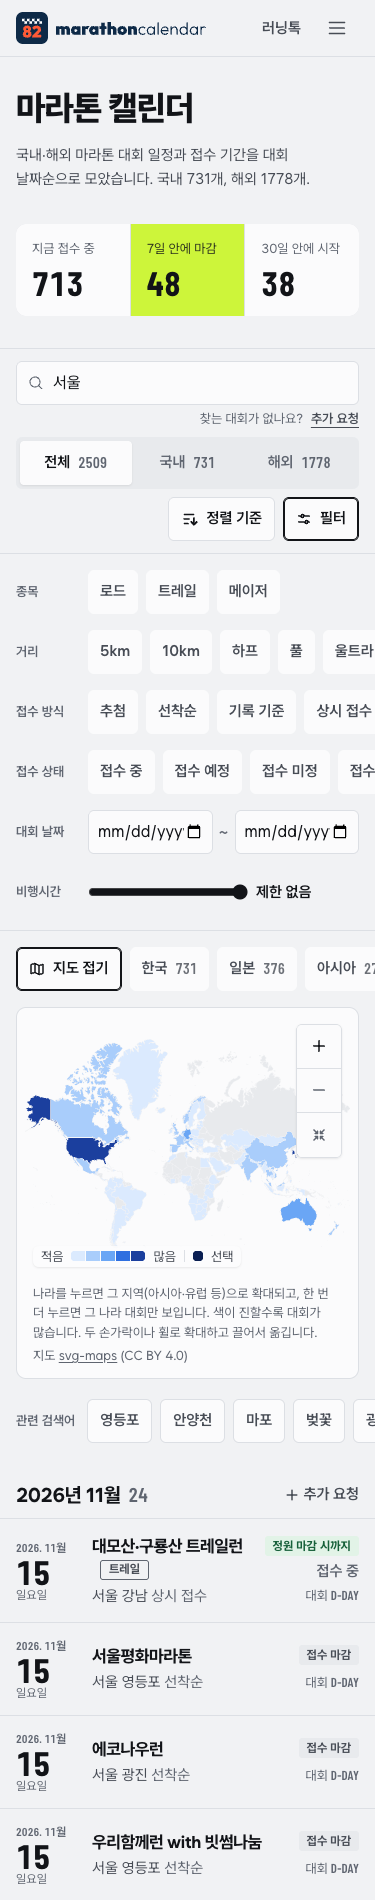 82 marathoncalendar 러닝톡
마라톤 캘린더
국내·해외 마라톤 대회 일정과 접수 기간을 대회
날짜순으로 모았습니다. 국내 731개, 해외 1778개.
지금 접수 중 7일 안에 마감 30일 안에 시작
713 48 38
서울
찾는 대회가 없나요? 추가 요청
전체 2509 국내 731 해외 1778
정렬 기준 필터
종목 로드 트레일 메이저
거리 5km 10km 하프 풀 울트라
접수 방식 추첨 선착순 기록 기준 상시 접수
접수 상태 접수 중 접수 예정 접수 미정 접수
대회 날짜 mm/dd/yyy ~ mm/dd/yyy
비행시간 제한 없음
지도 접기 한국 731 일본 376 아시아
+
−
적음 많음 선택
나라를 누르면 그 지역(아시아·유럽 등)으로 확대되고, 한 번
더 누르면 그 나라 대회만 보입니다. 색이 진할수록 대회가
많습니다. 두 손가락이나 휠로 확대하고 끌어서 옮깁니다.
지도 svg-maps (CC BY 4.0)
관련 검색어 영등포 안양천 마포 벚꽃
2026년 11월 24 + 추가 요청
2026. 11월
15
일요일
대모산·구룡산 트레일런
트레일
서울 강남 상시 접수
정원 마감 시까지
접수 중
대회 D-DAY
2026. 11월
15
일요일
서울평화마라톤
서울 영등포 선착순
접수 마감
대회 D-DAY
2026. 11월
15
일요일
에코나우런
서울 광진 선착순
접수 마감
대회 D-DAY
2026. 11월
15
일요일
우리함께런 with 빗썸나눔
서울 영등포 선착순
접수 마감
대회 D-DAY